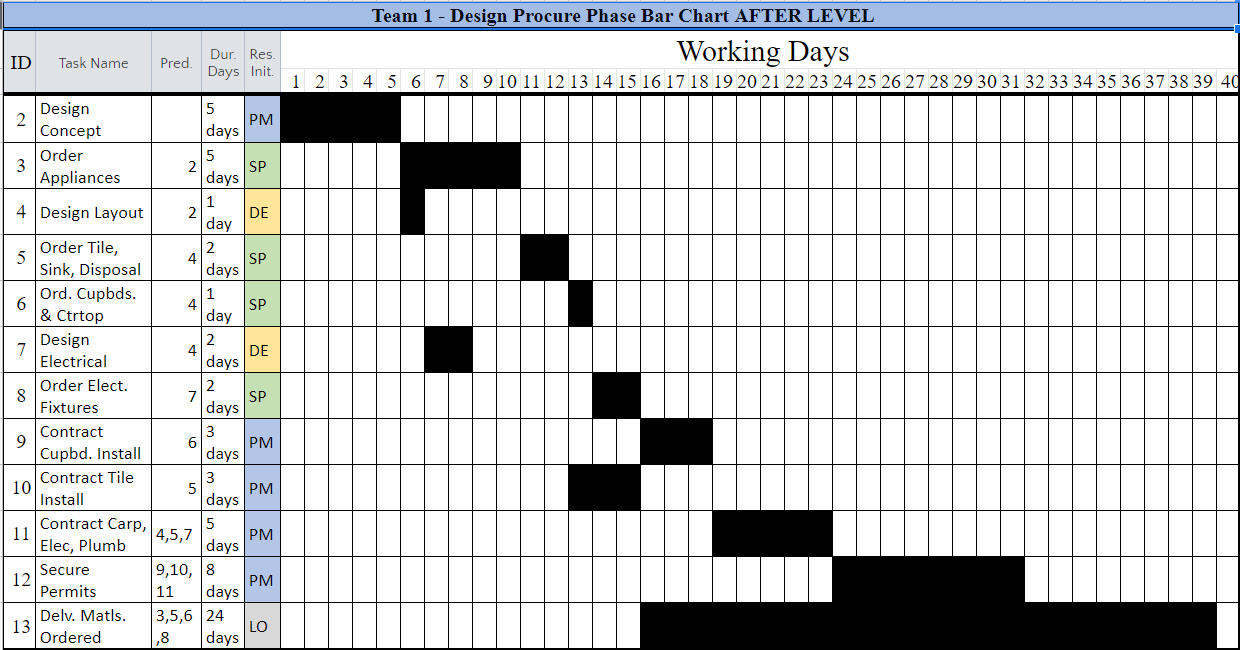 Team 1 - Design Procure Phase Bar Chart AFTER LEVEL
ID Task Name Pred. Dur. Days Res. Init. Working Days
1 2 3 4 5 6 7 8 9 10 11 12 13 14 15 16 17 18 19 20 21 22 23 24 25 26 27 28 29 30 31 32 33 34 35 36 37 38 39 40
2 Design Concept 5 days PM
3 Order Appliances 2 5 days SP
4 Design Layout 2 1 day DE
5 Order Tile, Sink, Disposal 4 2 days SP
6 Ord. Cupbds. & Ctrtop 4 1 day SP
7 Design Electrical 4 2 days DE
8 Order Elect. Fixtures 7 2 days SP
9 Contract Cupbd. Install 6 3 days PM
10 Contract Tile Install 5 3 days PM
11 Contract Carp, Elec, Plumb 4,5,7 5 days PM
12 Secure Permits 9,10,11 8 days PM
13 Delv. Matls. Ordered 3,5,6,8 24 days LO